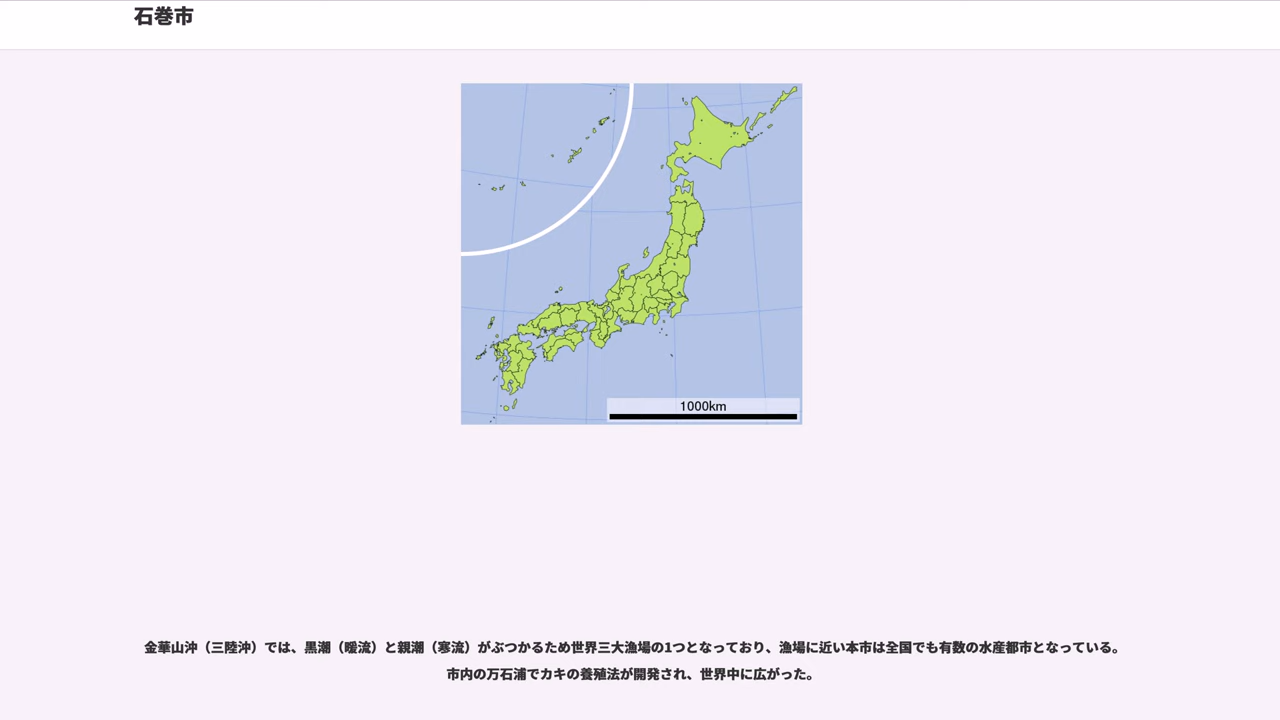 石巻市
1000km
金華山沖（三陸沖）では、黒潮（暖流）と親潮（寒流）がぶつかるため世界三大漁場の1つとなっており、漁場に近い本市は全国でも有数の水産都市となっている。
市内の万石浦でカキの養殖法が開発され、世界中に広がった。